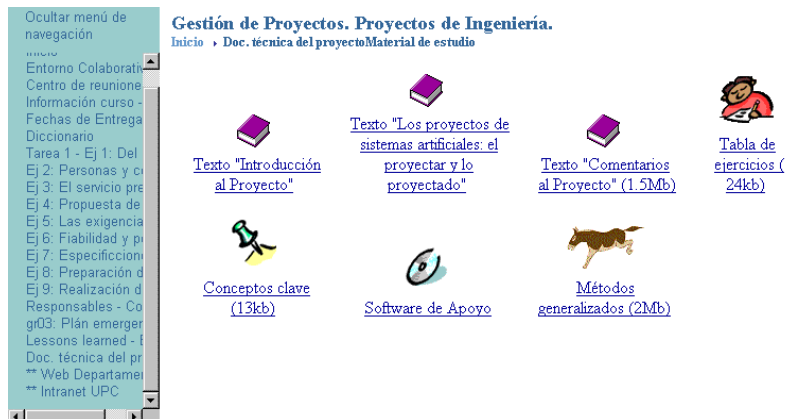 Ocultar menú de
navegación
Entorno Colaborativ
Centro de reunione
Información curso -
Fechas de Entrega
Diccionario
Tarea 1 - Ej 1: Del
Ej 2: Personas y co
Ej 3: El servicio pre
Ej 4: Propuesta de
Ej 5: Las exigencia
Ej 6: Fiabilidad y
Ej 7: Especificcione
Ej 8: Preparación d
Ej 9: Realización d
Responsables - Co
gr03: Plán emerger
Lessons learned -
Doc. técnica del pr
** Web Departamen
** Intranet UPC
Gestión de Proyectos. Proyectos de Ingeniería.
Inicio › Doc. técnica del proyectoMaterial de estudio
Texto "Introducción
al Proyecto"
Texto "Los proyectos de
sistemas artificiales: el
proyectar y lo
proyectado"
Texto "Comentarios
al Proyecto" (1.5Mb)
Tabla de
ejercicios (
24kb)
Conceptos clave
(13kb)
Software de Apoyo
Métodos
generalizados (2Mb)